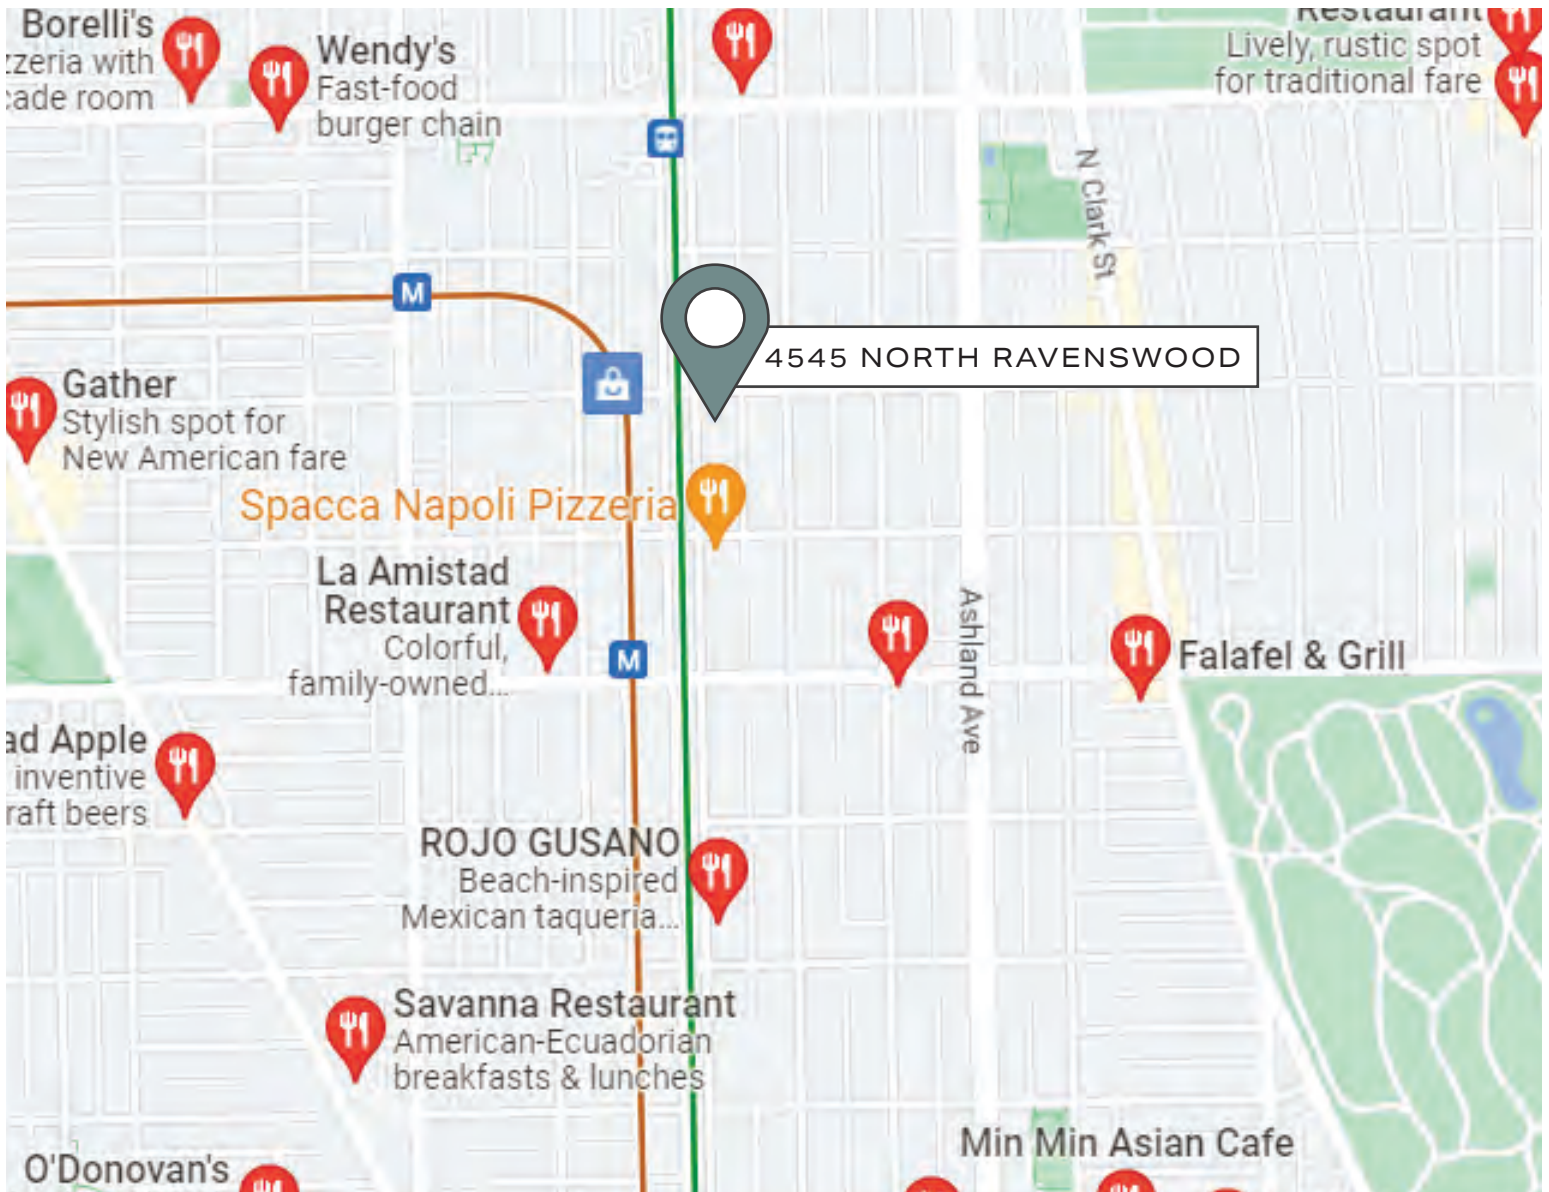 Borelli's
zzeria with
cade room
Wendy's
Fast-food
burger chain
Restaurant
Lively, rustic spot
for traditional fare
N Clark St
M
4545 NORTH RAVENSWOOD
Gather
Stylish spot for
New American fare
Spacca Napoli Pizzeria
La Amistad
Restaurant
Colorful,
family-owned...
M
Ashland Ave
Falafel & Grill
ad Apple
inventive
raft beers
ROJO GUSANO
Beach-inspired
Mexican taqueria...
Savanna Restaurant
American-Ecuadorian
breakfasts & lunches
Min Min Asian Cafe
O'Donovan's